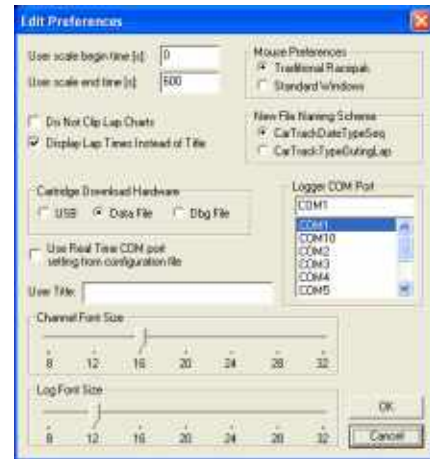 Edit Preferences
User scale begin time [s]: 0
User scale end time [s]: 600
Mouse Preferences
Traditional Racepak
Standard Windows
Do Not Clip Lap Charts
Display Lap Times Instead of Title
New File Naming Scheme
CarTrackDateTypeSeq
CarTrackTypeOutingLap
Cartridge Download Hardware
USB Data File Dbg File
Logger COM Port
COM1
COM1
COM10
COM2
COM3
COM4
COM5
Use Real Time COM port
setting from configuration file
User Title:
Channel Font Size
8 12 16 20 24 28 32
Log Font Size
8 12 16 20 24 28 32
OK
Cancel